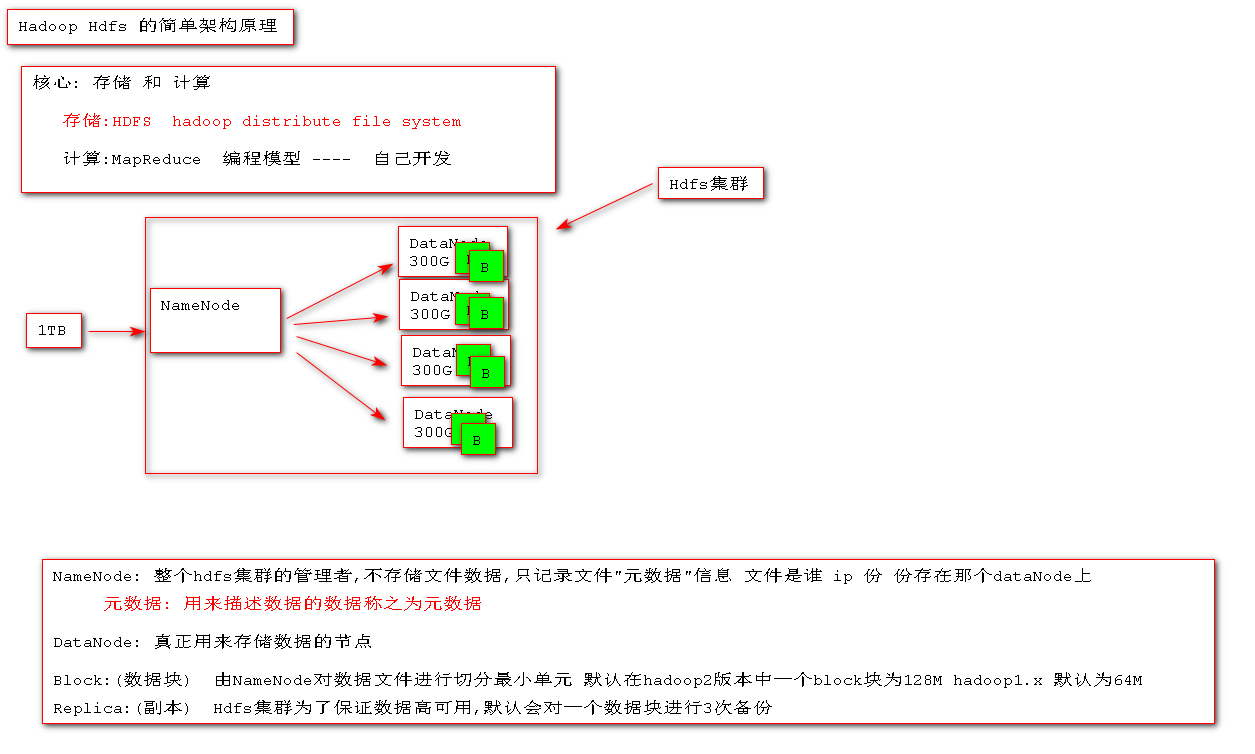 Hadoop Hdfs 的简单架构原理
核心: 存储 和 计算
存储:HDFS hadoop distribute file system
计算:MapReduce 编程模型 ---- 自己开发
Hdfs集群
1TB
NameNode
DataNode
300G
B
DataNode
300G
B
DataNode
300G
B
DataNode
300G
B
NameNode: 整个hdfs集群的管理者,不存储文件数据,只记录文件"元数据"信息 文件是谁 ip 份 份存在那个dataNode上
元数据: 用来描述数据的数据称之为元数据
DataNode: 真正用来存储数据的节点
Block:(数据块) 由NameNode对数据文件进行切分最小单元 默认在hadoop2版本中一个block块为128M hadoop1.x 默认为64M
Replica:(副本) Hdfs集群为了保证数据高可用,默认会对一个数据块进行3次备份